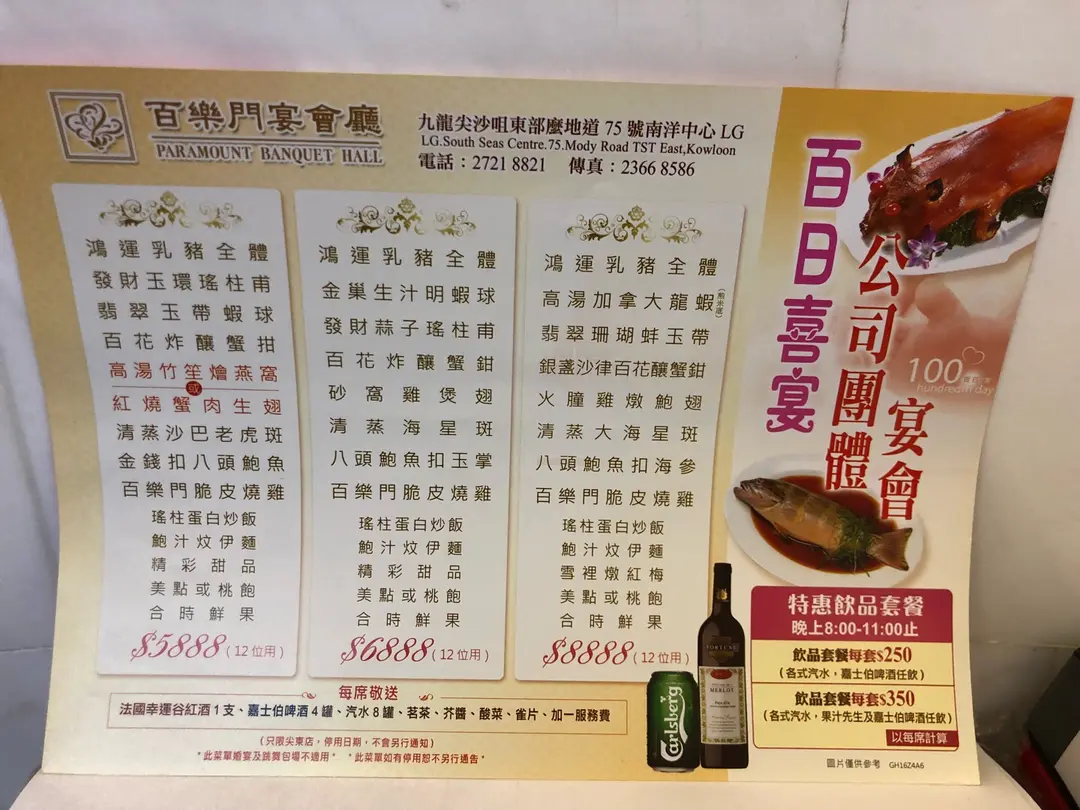 百樂門宴會廳
PARAMOUNT BANQUET HALL
九龍尖沙咀東部麼地道 75 號南洋中心 LG
LG.South Seas Centre.75.Mody Road TST East,Kowloon
電話：2721 8821 傳真：2366 8586
鴻運乳豬全體
發財玉環瑤柱甫
翡翠玉帶蝦球
百花炸釀蟹拑
高湯竹笙燴燕窩
或
紅燒蟹肉生翅
清蒸沙巴老虎斑
金錢扣八頭鮑魚
百樂門脆皮燒雞
瑤柱蛋白炒飯
鮑汁炆伊麵
精彩甜品
美點或桃飽
合時鮮果
$5888 (12 位用)
鴻運乳豬全體
金巢生汁明蝦球
發財蒜子瑤柱甫
百花炸釀蟹鉗
砂窩雞煲翅
清蒸海星斑
八頭鮑魚扣玉掌
百樂門脆皮燒雞
瑤柱蛋白炒飯
鮑汁炆伊麵
精彩甜品
美點或桃飽
合時鮮果
$6888 (12 位用)
鴻運乳豬全體
高湯加拿大龍蝦(煎米底)
翡翠珊瑚蚌玉帶
銀盞沙律百花釀蟹鉗
火腫雞燉鮑翅
清蒸大海星斑
八頭鮑魚扣海參
百樂門脆皮燒雞
瑤柱蛋白炒飯
鮑汁炆伊麵
雪裡燉紅梅
美點或桃飽
合時鮮果
$8888 (12 位用)
每席敬送
法國幸運谷紅酒 1 支、嘉士伯啤酒 4 罐、汽水 8 罐、茗茶、芥醬、酸菜、雀片、加一服務費
(只限尖東店，停用日期，不會另行通知)
*此菜單婚宴及跳舞包場不適用* *此菜單如有停用恕不另行通告*
百日喜宴
公司團體宴會
100
hundredth day
特惠飲品套餐
晚上8:00-11:00止
飲品套餐每套$250
(各式汽水，嘉士伯啤酒任飲)
飲品套餐每套$350
(各式汽水，果汁先生及嘉士伯啤酒任飲)
以每席計算
圖片僅供參考 GH16Z4A6
Carlsberg
MERLOT